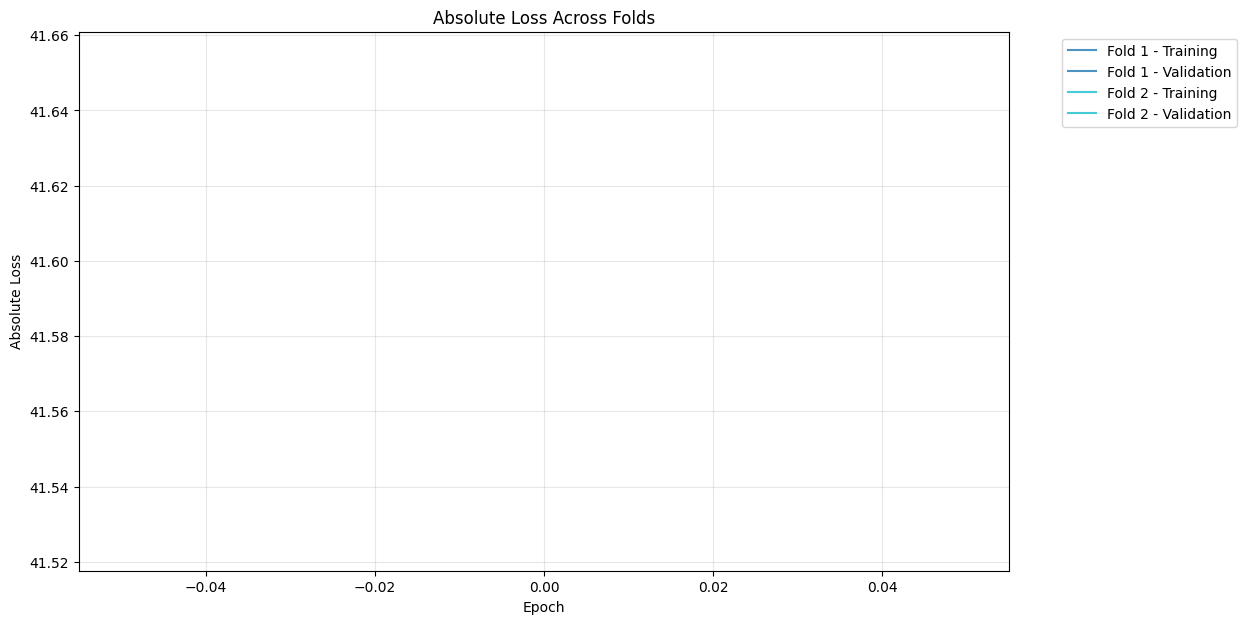 Absolute Loss Across Folds
41.66
41.64
41.62
41.60
41.58
41.56
41.54
41.52
Absolute Loss
−0.04
−0.02
0.00
0.02
0.04
Epoch
Fold 1 - Training
Fold 1 - Validation
Fold 2 - Training
Fold 2 - Validation